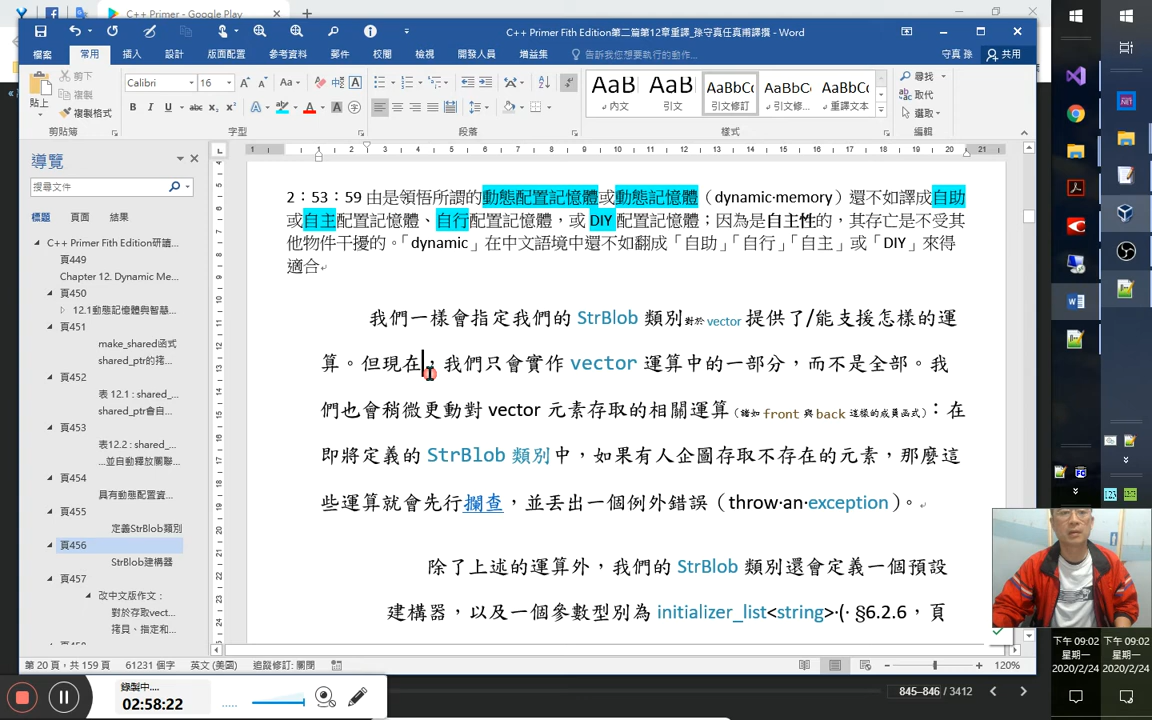 C++ Primer - Google Play
C++ Primer Fith Edition第二篇第12章重譯_孫守真任真甫譯撰 - Word
檔案 常用 插入 設計 版面配置 參考資料 郵件 校閱 檢視 開發人員 增益集 告訴我您想要執行的動作... 守真 孫 共用
貼上 剪下 複製 複製格式
Calibri 16
AaB AaB AaBbCc AaBbCc AaBbC
內文 引文 引文修訂 引文修... 重譯文本
尋找 取代 選取
剪貼簿 字型 段落 樣式 編輯
導覽
搜尋文件
標題 頁面 結果
C++ Primer Fith Edition研讀...
頁449
Chapter 12. Dynamic Me...
頁450
12.1動態記憶體與智慧...
頁451
make_shared函式
shared_ptr的拷...
頁452
表 12.1 : shared_...
shared_ptr會自...
頁453
表12.2 : shared_...
...並自動釋放關聯...
頁454
具有動態配置資...
頁455
定義StrBlob類別
頁456
StrBlob建構器
頁457
改中文版作文：
對於存取vect...
拷貝、指定和...
2：53：59 由是領悟所謂的動態配置記憶體或動態記憶體（dynamic·memory）還不如譯成自助
或自主配置記憶體、自行配置記憶體，或 DIY 配置記憶體；因為是自主性的，其存亡是不受其
他物件干擾的。「dynamic」在中文語境中還不如翻成「自助」「自行」「自主」或「DIY」來得
適合
我們一樣會指定我們的 StrBlob 類別對於 vector 提供了/能支援怎樣的運
算。但現在，我們只會實作 vector 運算中的一部分，而不是全部。我
們也會稍微更動對 vector 元素存取的相關運算（諸如 front 與 back 這樣的成員函式）：在
即將定義的 StrBlob 類別中，如果有人企圖存取不存在的元素，那麼這
些運算就會先行攔查，並丟出一個例外錯誤（throw·an·exception）。
除了上述的運算外，我們的 StrBlob 類別還會定義一個預設
建構器，以及一個參數型別為 initializer_list<string>·(· §6.2.6，頁
第 20 頁，共 159 頁 61231 個字 英文 (美國) 追蹤修訂: 關閉 120%
錄製中....
02:58:22
845–846 / 3412
下午 09:02 下午 09:02
星期一 星期一
2020/2/24 2020/2/24